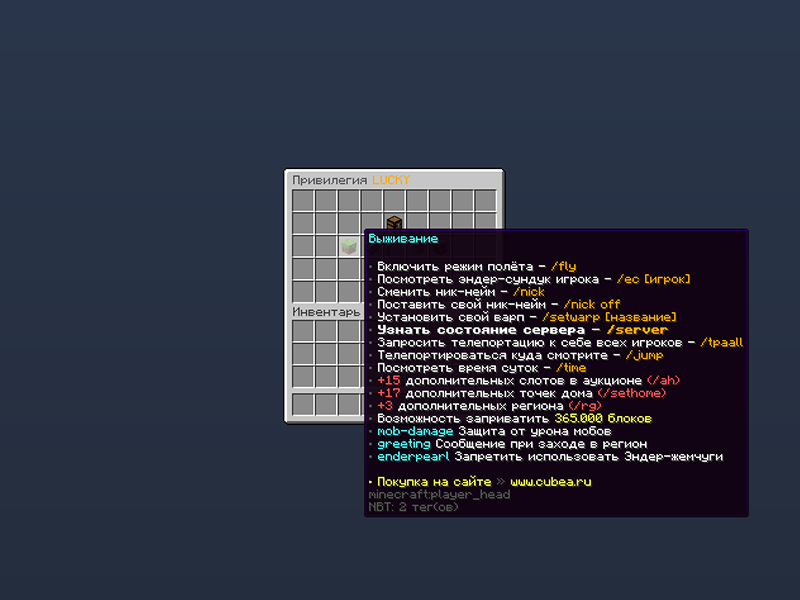 Привилегия LUCKY
Выживание
• Включить режим полёта – /fly
• Посмотреть эндер-сундук игрока – /ec [игрок]
• Сменить ник-нейм – /nick
• Поставить свой ник-нейм – /nick off
• Установить свой варп – /setwarp [название]
• Узнать состояние сервера – /server
• Запросить телепортацию к себе всех игроков – /tpaall
• Телепортироваться куда смотрите – /jump
• Посмотреть время суток – /time
• +15 дополнительных слотов в аукционе (/ah)
• +17 дополнительных точек дома (/sethome)
• +3 дополнительных региона (/rg)
• Возможность заприватить 365.000 блоков
• mob-damage Защита от урона мобов
• greeting Сообщение при заходе в регион
• enderpearl Запретить использовать Эндер-жемчуги
• Покупка на сайте » www.cubea.ru
minecraft:player_head
NBT: 2 тег(ов)
Инвентарь